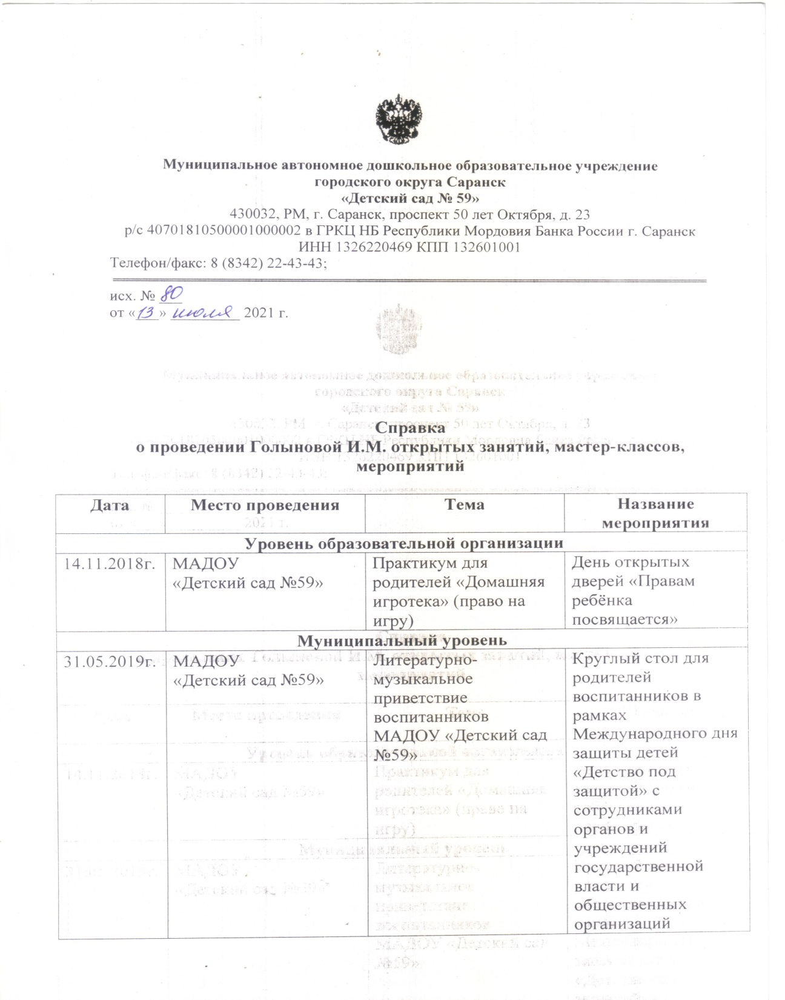 Муниципальное автономное дошкольное образовательное учреждение
городского округа Саранск
«Детский сад № 59»
430032, РМ, г. Саранск, проспект 50 лет Октября, д. 23
р/с 40701810500001000002 в ГРКЦ НБ Республики Мордовия Банка России г. Саранск
ИНН 1326220469 КПП 132601001
Телефон/факс: 8 (8342) 22-43-43;
исх. № 80
от «13» июля 2021 г.
Справка
о проведении Голыновой И.М. открытых занятий, мастер-классов,
мероприятий
Дата Место проведения Тема Название
мероприятия
Уровень образовательной организации
14.11.2018г. МАДОУ Практикум для День открытых
«Детский сад №59» родителей «Домашняя дверей «Правам
игротека» (право на ребёнка
игру) посвящается»
Муниципальный уровень
31.05.2019г. МАДОУ Литературно- Круглый стол для
«Детский сад №59» музыкальное родителей
приветствие воспитанников в
воспитанников рамках
МАДОУ «Детский сад Международного дня
№59» защиты детей
«Детство под
защитой» с
сотрудниками
органов и
учреждений
государственной
власти и
общественных
организаций